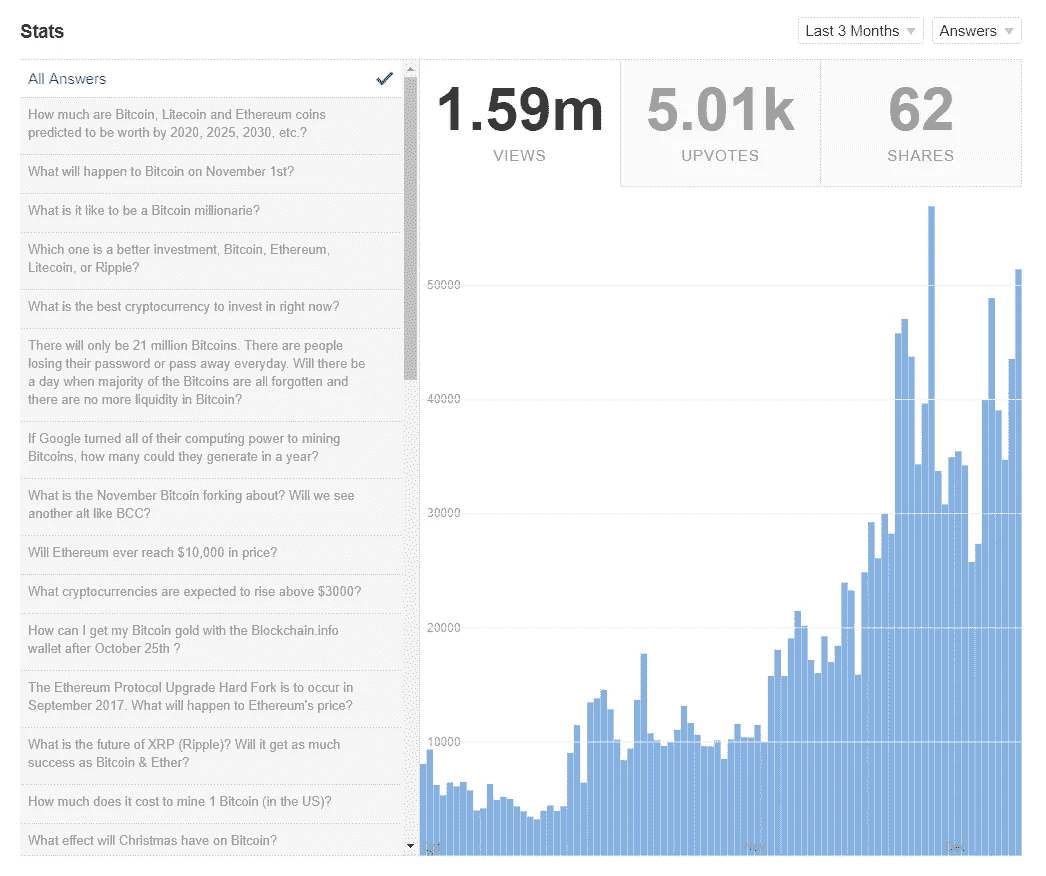 Stats
Last 3 Months
Answers
All Answers
1.59m
VIEWS
5.01k
UPVOTES
62
SHARES
How much are Bitcoin, Litecoin and Ethereum coins
predicted to be worth by 2020, 2025, 2030, etc.?
What will happen to Bitcoin on November 1st?
What is it like to be a Bitcoin millionarie?
Which one is a better investment, Bitcoin, Ethereum,
Litecoin, or Ripple?
What is the best cryptocurrency to invest in right now?
There will only be 21 million Bitcoins. There are people
losing their password or pass away everyday. Will there be
a day when majority of the Bitcoins are all forgotten and
there are no more liquidity in Bitcoin?
If Google turned all of their computing power to mining
Bitcoins, how many could they generate in a year?
What is the November Bitcoin forking about? Will we see
another alt like BCC?
Will Ethereum ever reach $10,000 in price?
What cryptocurrencies are expected to rise above $3000?
How can I get my Bitcoin gold with the Blockchain.info
wallet after October 25th ?
The Ethereum Protocol Upgrade Hard Fork is to occur in
September 2017. What will happen to Ethereum's price?
What is the future of XRP (Ripple)? Will it get as much
success as Bitcoin & Ether?
How much does it cost to mine 1 Bitcoin (in the US)?
What effect will Christmas have on Bitcoin?
50000
40000
30000
20000
10000
Nov
Dec